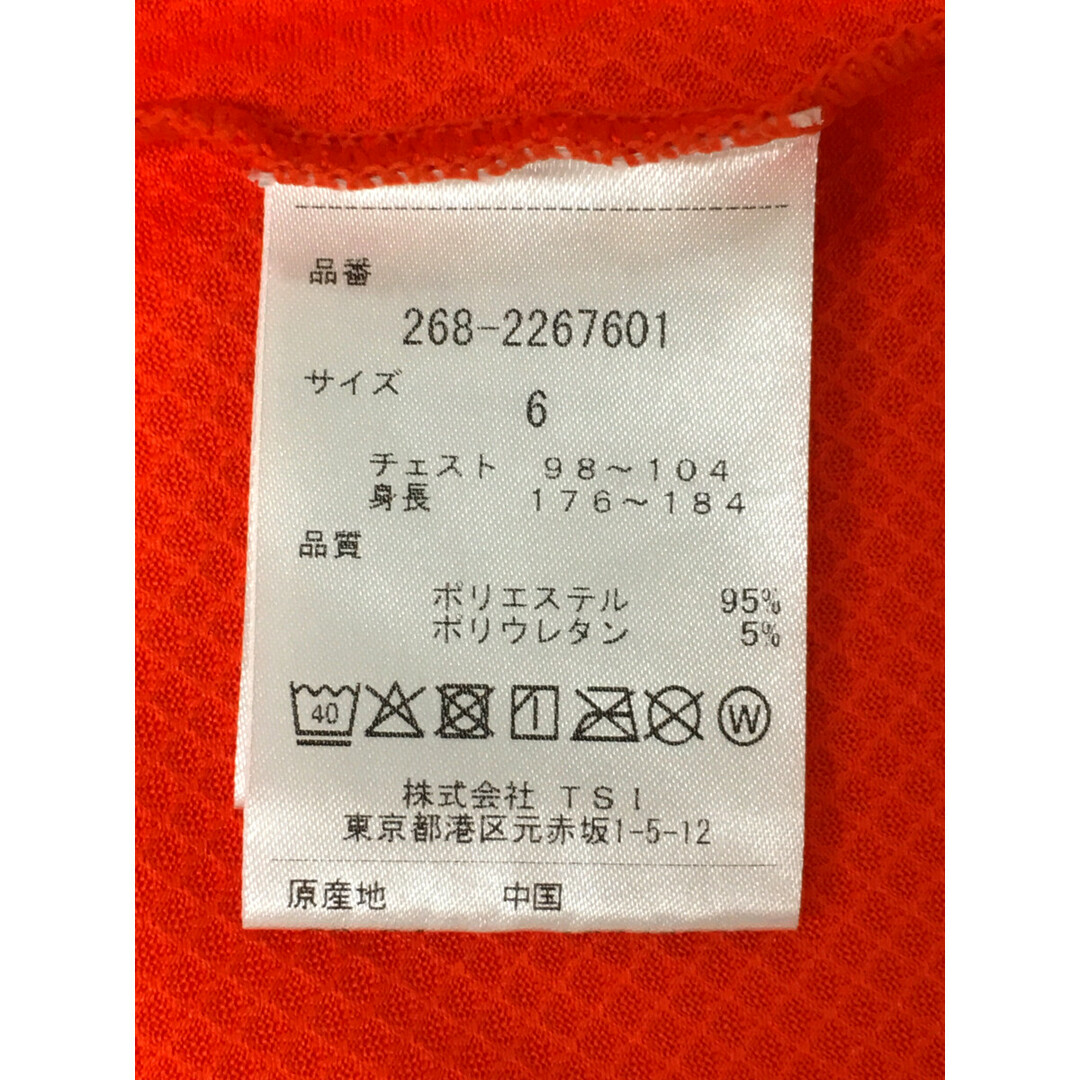 品番
268-2267601
サイズ
6
チェスト 98～104
身長 176～184
品質
ポリエステル 95%
ポリウレタン 5%
40 W
株式会社 TSI
東京都港区元赤坂1-5-12
原産地 中国